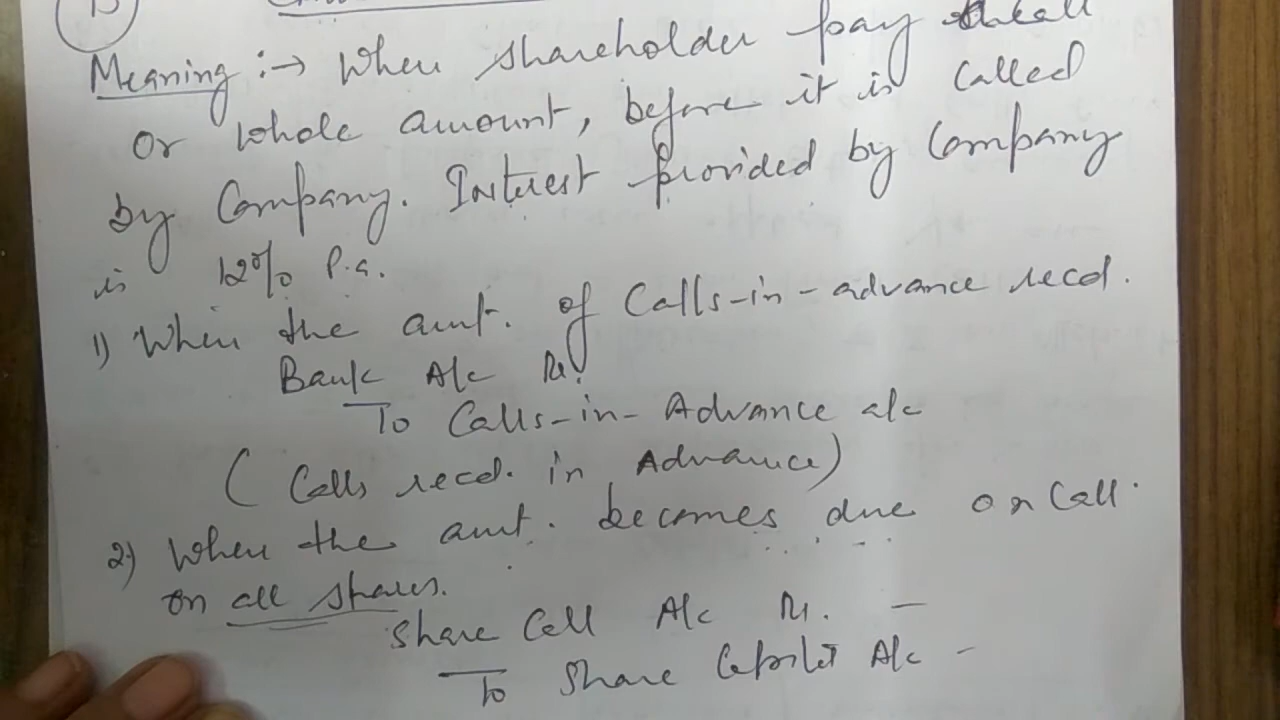 Meaning :→ When shareholder pay
or whole amount, before it is called
by Company. Interest provided by Company
is 12% P.a.
1) When the amt. of Calls-in-advance recd.
Bank A/c Dr.
To Calls-in-Advance a/c
( Calls recd. in Advance)
2) When the amt. becomes due on Call.
on all shares.
Share Call A/c Dr. —
To Share Capital A/c -